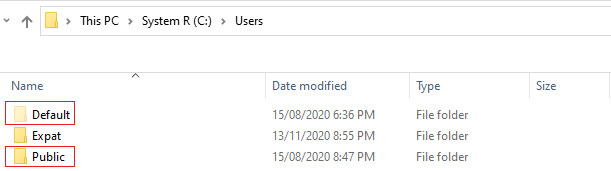 This PC > System R (C:) > Users
Name Date modified Type Size
Default 15/08/2020 6:36 PM File folder
Expat 13/11/2020 8:55 PM File folder
Public 15/08/2020 8:47 PM File folder